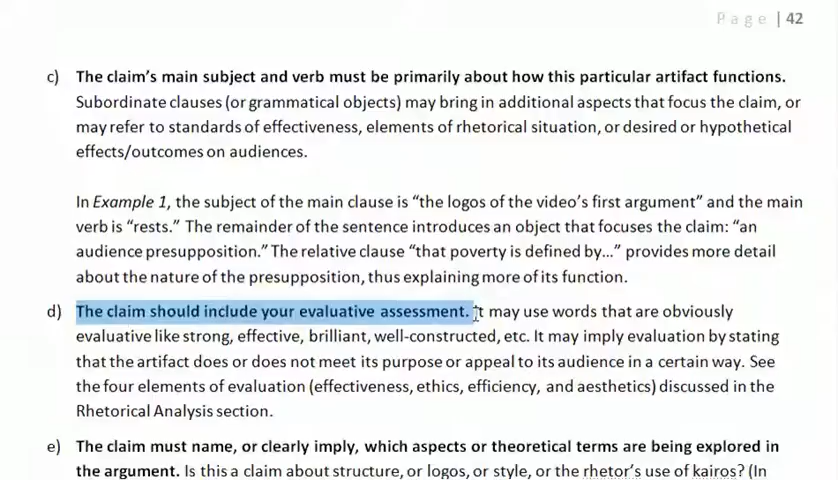 Page | 42
c) The claim's main subject and verb must be primarily about how this particular artifact functions.
Subordinate clauses (or grammatical objects) may bring in additional aspects that focus the claim, or
may refer to standards of effectiveness, elements of rhetorical situation, or desired or hypothetical
effects/outcomes on audiences.
In Example 1, the subject of the main clause is “the logos of the video's first argument” and the main
verb is “rests.” The remainder of the sentence introduces an object that focuses the claim: “an
audience presupposition.” The relative clause “that poverty is defined by...” provides more detail
about the nature of the presupposition, thus explaining more of its function.
d) The claim should include your evaluative assessment. It may use words that are obviously
evaluative like strong, effective, brilliant, well-constructed, etc. It may imply evaluation by stating
that the artifact does or does not meet its purpose or appeal to its audience in a certain way. See
the four elements of evaluation (effectiveness, ethics, efficiency, and aesthetics) discussed in the
Rhetorical Analysis section.
e) The claim must name, or clearly imply, which aspects or theoretical terms are being explored in
the argument. Is this a claim about structure, or logos, or style, or the rhetor's use of kairos? (In